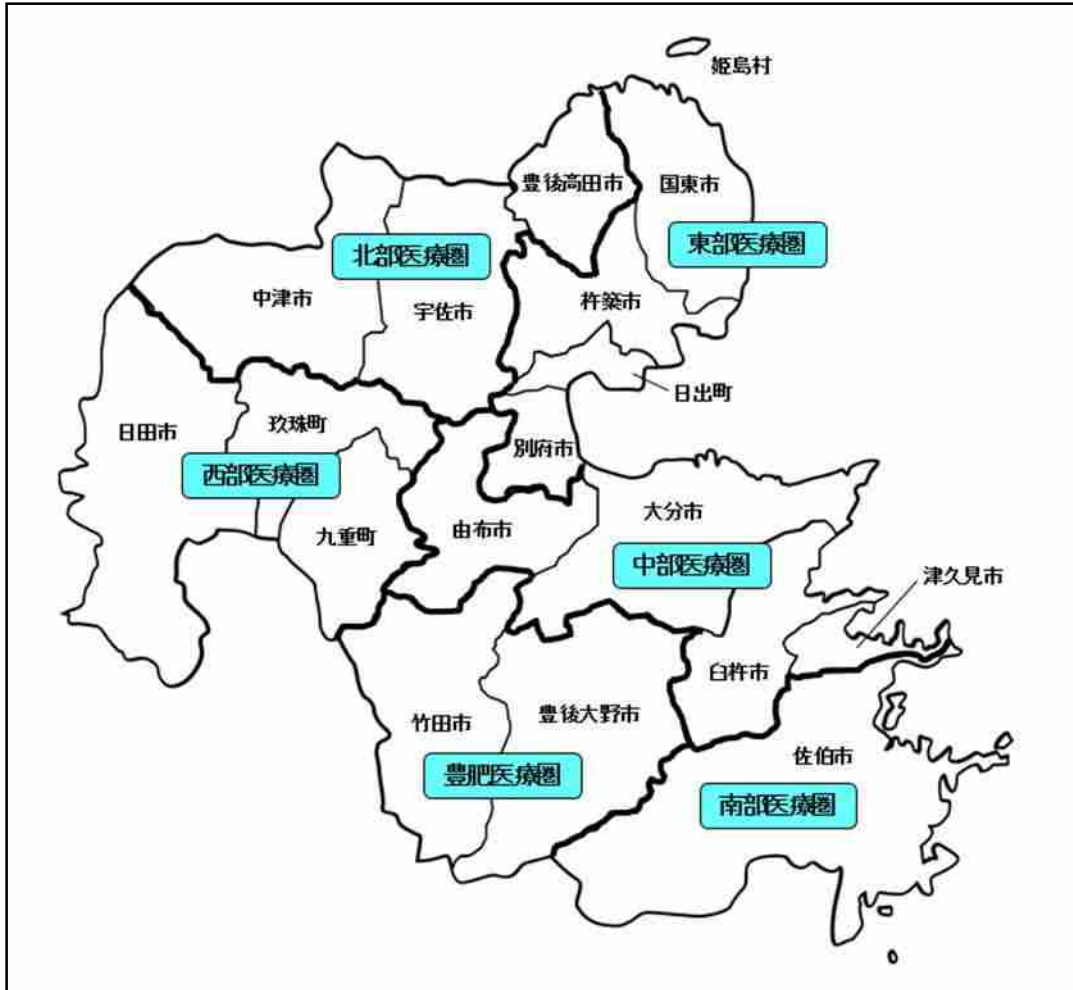 姫島村
豊後高田市
国東市
東部医療圏
北部医療圏
中津市
宇佐市
杵築市
日出町
日田市
玖珠町
別府市
西部医療圏
九重町
由布市
大分市
中部医療圏
津久見市
臼杵市
竹田市
豊後大野市
豊肥医療圏
佐伯市
南部医療圏